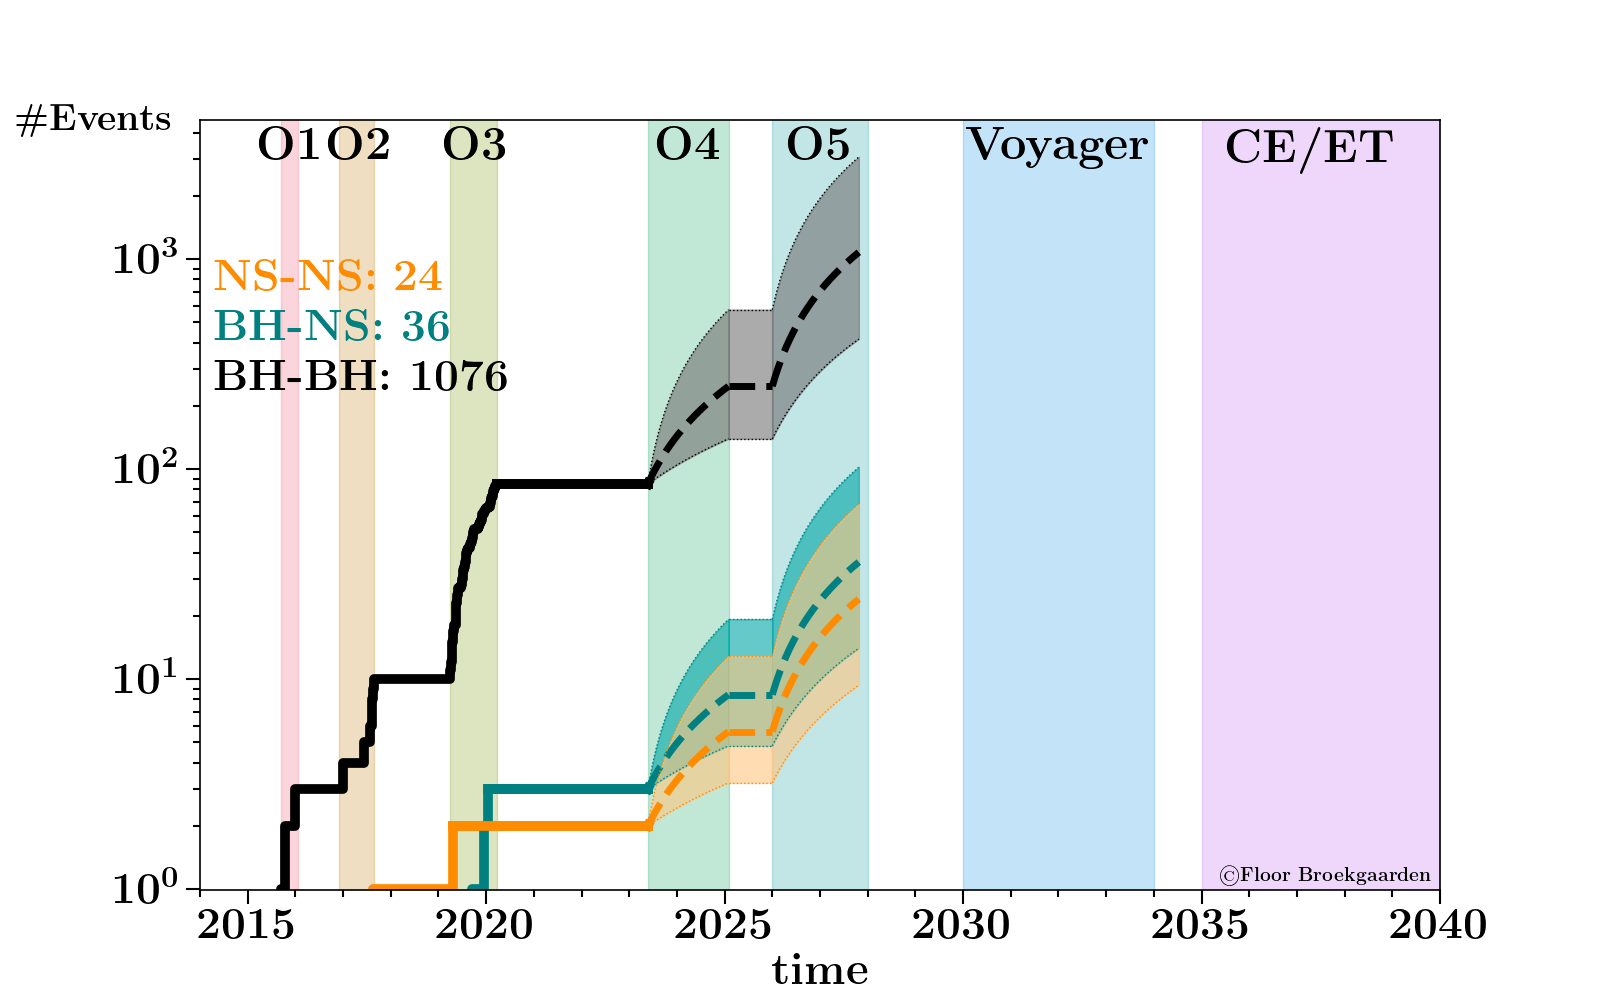 #Events
O1 O2 O3 O4 O5 Voyager CE/ET
10³
NS-NS: 24
BH-NS: 36
BH-BH: 1076
10²
10¹
10⁰
©Floor Broekgaarden
2015 2020 2025 2030 2035 2040
time